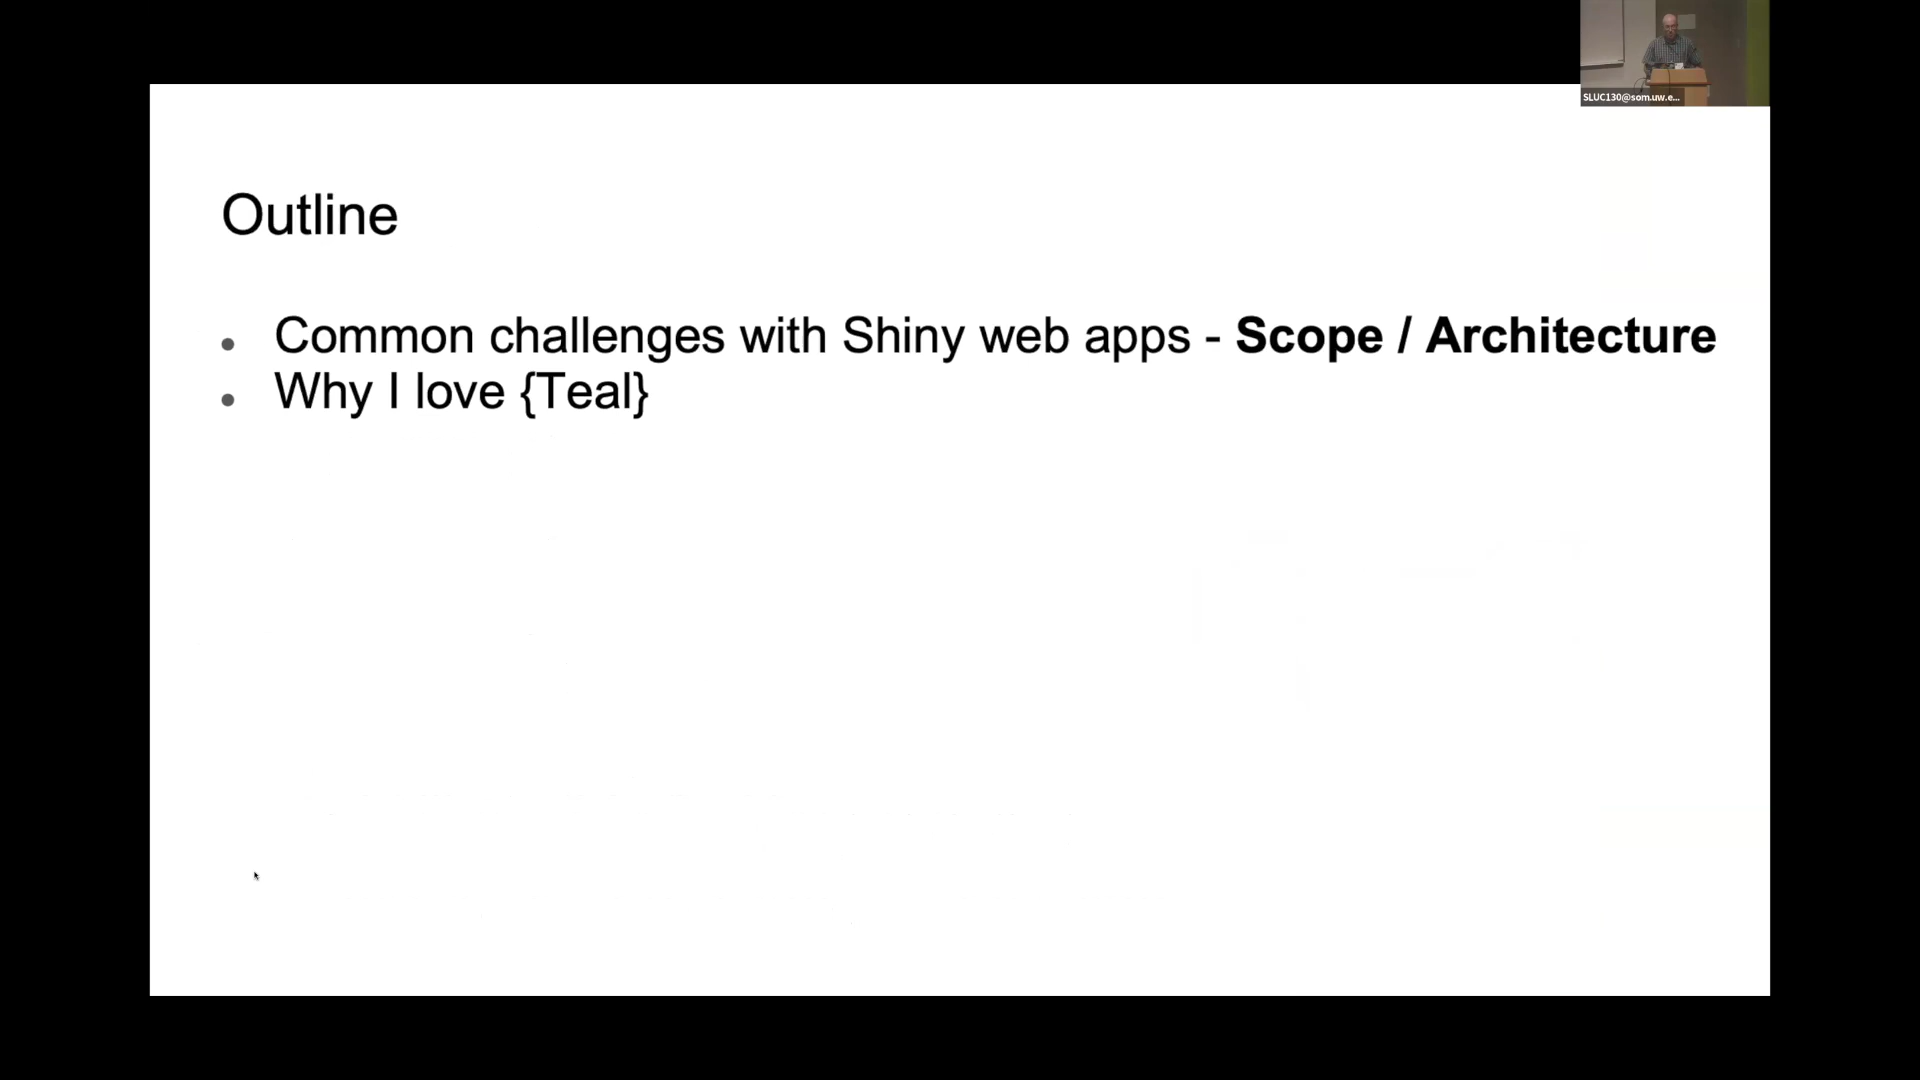 SLUC130@som.uw.e...
Outline
• Common challenges with Shiny web apps - Scope / Architecture
• Why I love {Teal}